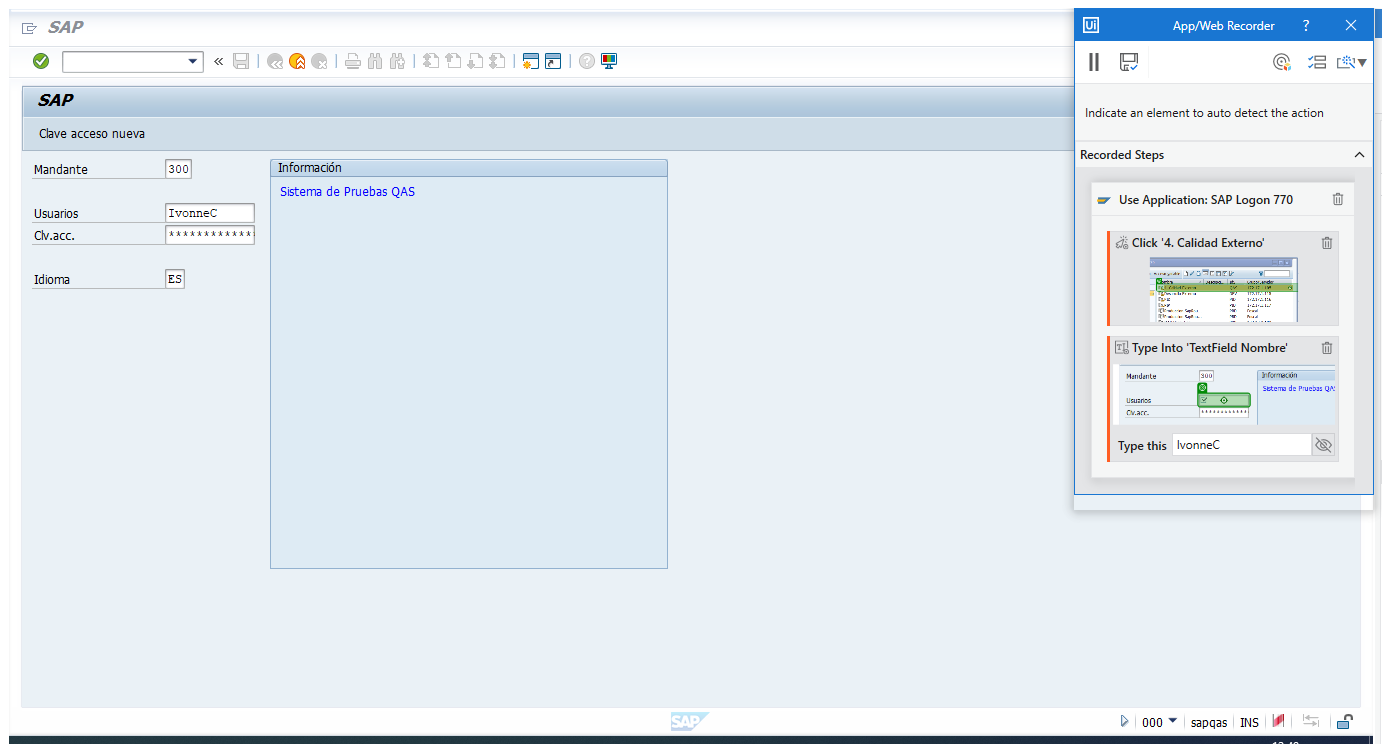 SAP
SAP
Clave acceso nueva
Mandante 300
Usuarios IvonneC
Clv.acc. ************
Idioma ES
Información
Sistema de Pruebas QAS
SAP
000 sapqas INS
Ui App/Web Recorder ?
Indicate an element to auto detect the action
Recorded Steps
Use Application: SAP Logon 770
Click '4. Calidad Externo'
Type Into 'TextField Nombre'
Mandante 300
Información
Sistema de Pruebas QAS
Usuarios
Clv.acc. ************
Type this IvonneC